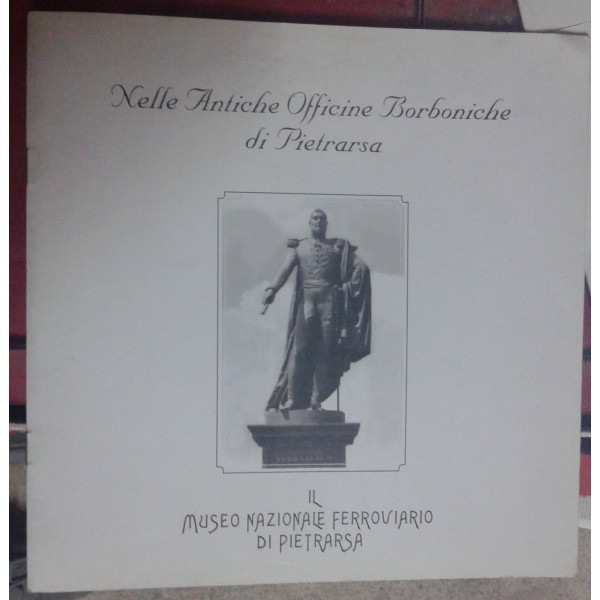 Nelle Antiche Officine Borboniche
di Pietrarsa
IL
MUSEO NAZIONALE FERROVIARIO
DI PIETRARSA